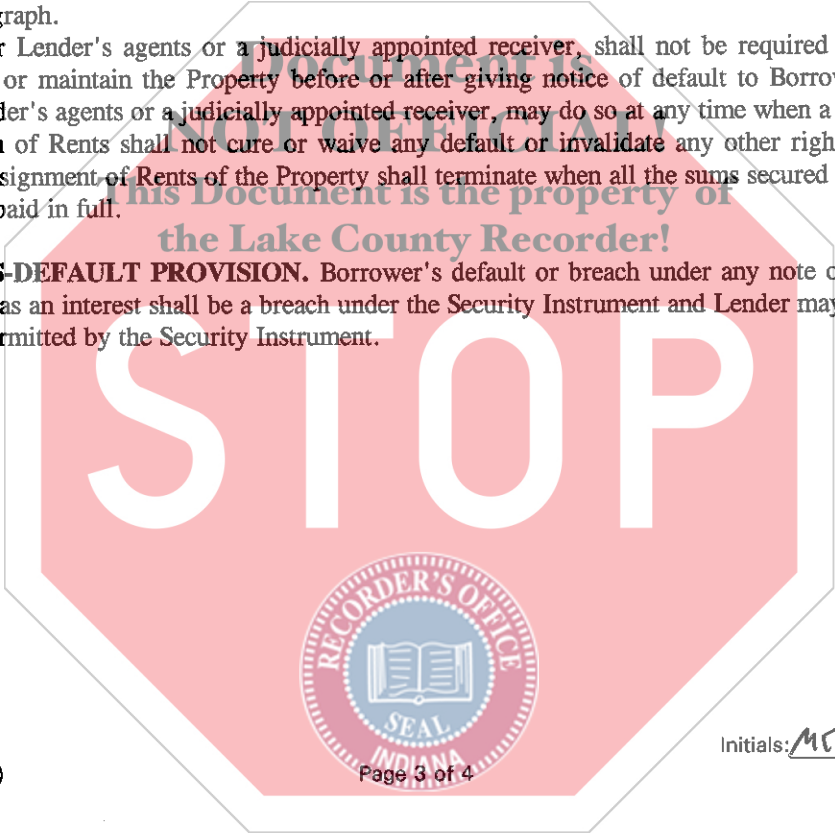 graph.
r Lender's agents or a judicially appointed receiver, shall not be required
or maintain the Property before or after giving notice of default to Borrow
der's agents or a judicially appointed receiver, may do so at any time when a
n of Rents shall not cure or waive any default or invalidate any other righ
signment of Rents of the Property shall terminate when all the sums secured
paid in full.
S-DEFAULT PROVISION. Borrower's default or breach under any note o
as an interest shall be a breach under the Security Instrument and Lender may
rmitted by the Security Instrument.
Document is
NOT OFFICIAL!
This Document is the property of
the Lake County Recorder!
STOP
RECORDER'S OFFICE
SEAL
INDIANA
Initials:
Page 3 of 4